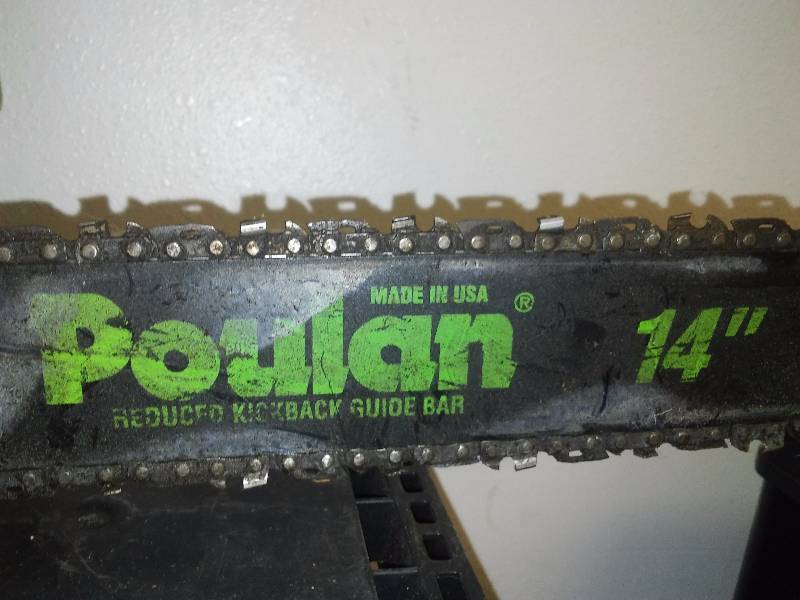 MADE IN USA
Poulan®
14"
REDUCED KICKBACK GUIDE BAR